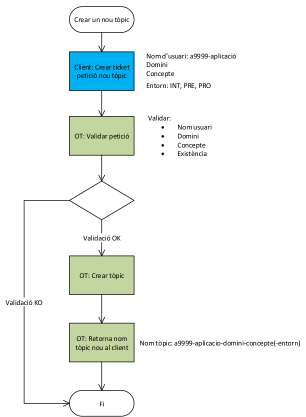 Crear un nou tòpic
Client: Crear ticket
petició nou tòpic
Nom d'usuari: a9999-aplicació
Domini
Concepte
Entorn: INT, PRE, PRO
OT: Validar petició
Validar:
• Nom usuari
• Domini
• Concepte
• Existència
Validació OK
OT: Crear tòpic
Validació KO
OT: Retorna nom
tòpic nou al client
Nom tòpic: a9999-aplicacio-domini-concepte(-entorn)
Fi